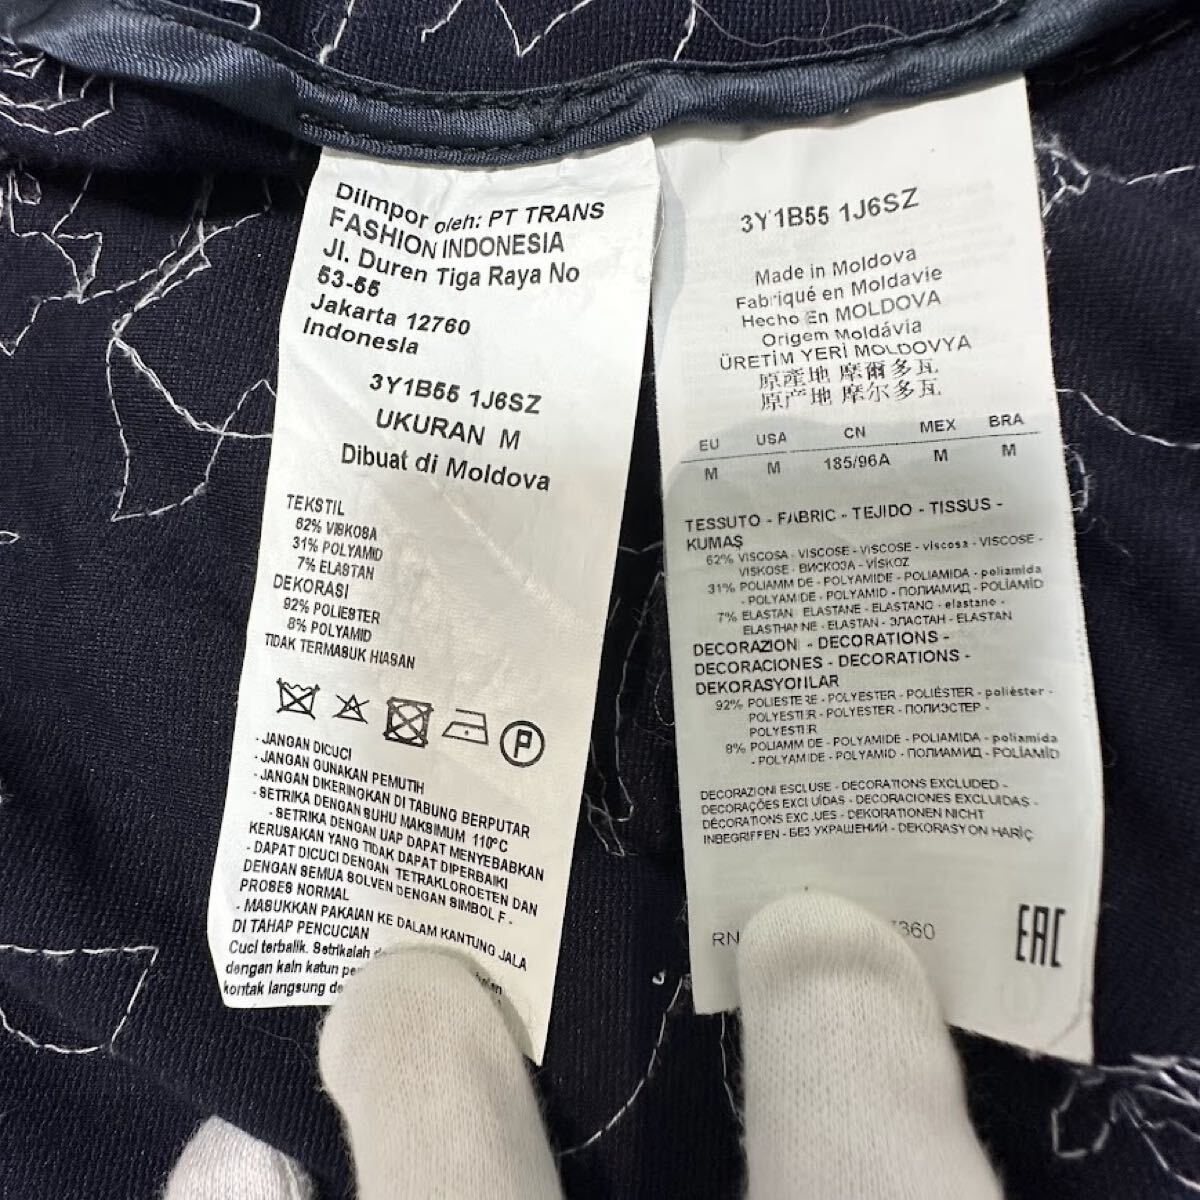 DiImpor oleh: PT TRANS
FASHION INDONESIA
Jl. Duren Tiga Raya No
53-55
Jakarta 12760
Indonesia
3Y1B55 1J6SZ
UKURAN M
Dibuat di Moldova
TEKSTIL
62% VISKOSA
31% POLYAMID
7% ELASTAN
DEKORASI
92% POLIESTER
8% POLYAMID
TIDAK TERMASUK HIASAN
P
- JANGAN DICUCI
- JANGAN GUNAKAN PEMUTIH
- JANGAN DIKERINGKAN DI TABUNG BERPUTAR
- SETRIKA DENGAN SUHU MAKSIMUM 110°C
- SETRIKA DENGAN UAP DAPAT MENYEBABKAN
KERUSAKAN YANG TIDAK DAPAT DIPERBAIKI
- DAPAT DICUCI DENGAN TETRAKLOROETEN DAN
DENGAN SEMUA SOLVEN DENGAN SIMBOL F -
PROSES NORMAL
- MASUKKAN PAKAIAN KE DALAM KANTUNG JALA
DI TAHAP PENCUCIAN
Cuci terbalik. Setrikalah
dengan kain katun
kontak langsung
3Y1B55 1J6SZ
Made in Moldova
Fabriqué en Moldavie
Hecho En MOLDOVA
Origem Moldávia
ÜRETİM YERİ MOLDOVYA
原產地 摩爾多瓦
原产地 摩尔多瓦
EU USA CN MEX BRA
M M 185/96A M M
TESSUTO - FABRIC - TEJIDO - TISSUS -
KUMAŞ
62% VISCOSA - VISCOSE - VISCOSE - viscosa - VISCOSE -
VISKOSE - ВИСКОЗА - VİSKOZ
31% POLIAMMIDE - POLYAMIDE - POLIAMIDA - poliamida
- POLYAMIDE - POLYAMID - ПОЛИАМИД - POLİAMİD
7% ELASTAN ELASTANE - ELASTANO - elastano -
ELASTHANNE - ELASTAN - ЭЛАСТАН - ELASTAN
DECORAZIONI - DECORATIONS -
DECORACIONES - DECORATIONS -
DEKORASYONLAR
92% POLIESTERE - POLYESTER - POLIÉSTER - poliéster -
POLYESTER - POLYESTER - ПОЛИЭСТЕР -
POLYESTER
8% POLIAMMIDE - POLYAMIDE - POLIAMIDA - poliamida
- POLYAMIDE - POLYAMID - ПОЛИАМИД - POLİAMİD
DECORAZIONI ESCLUSE - DECORATIONS EXCLUDED -
DECORAÇÕES EXCLUÍDAS - DECORACIONES EXCLUIDAS -
DÉCORATIONS EXCLUES - DEKORATIONEN NICHT
INBEGRIFFEN - БЕЗ УКРАШЕНИЙ - DEKORASYON HARİÇ
RN 7360
EAC